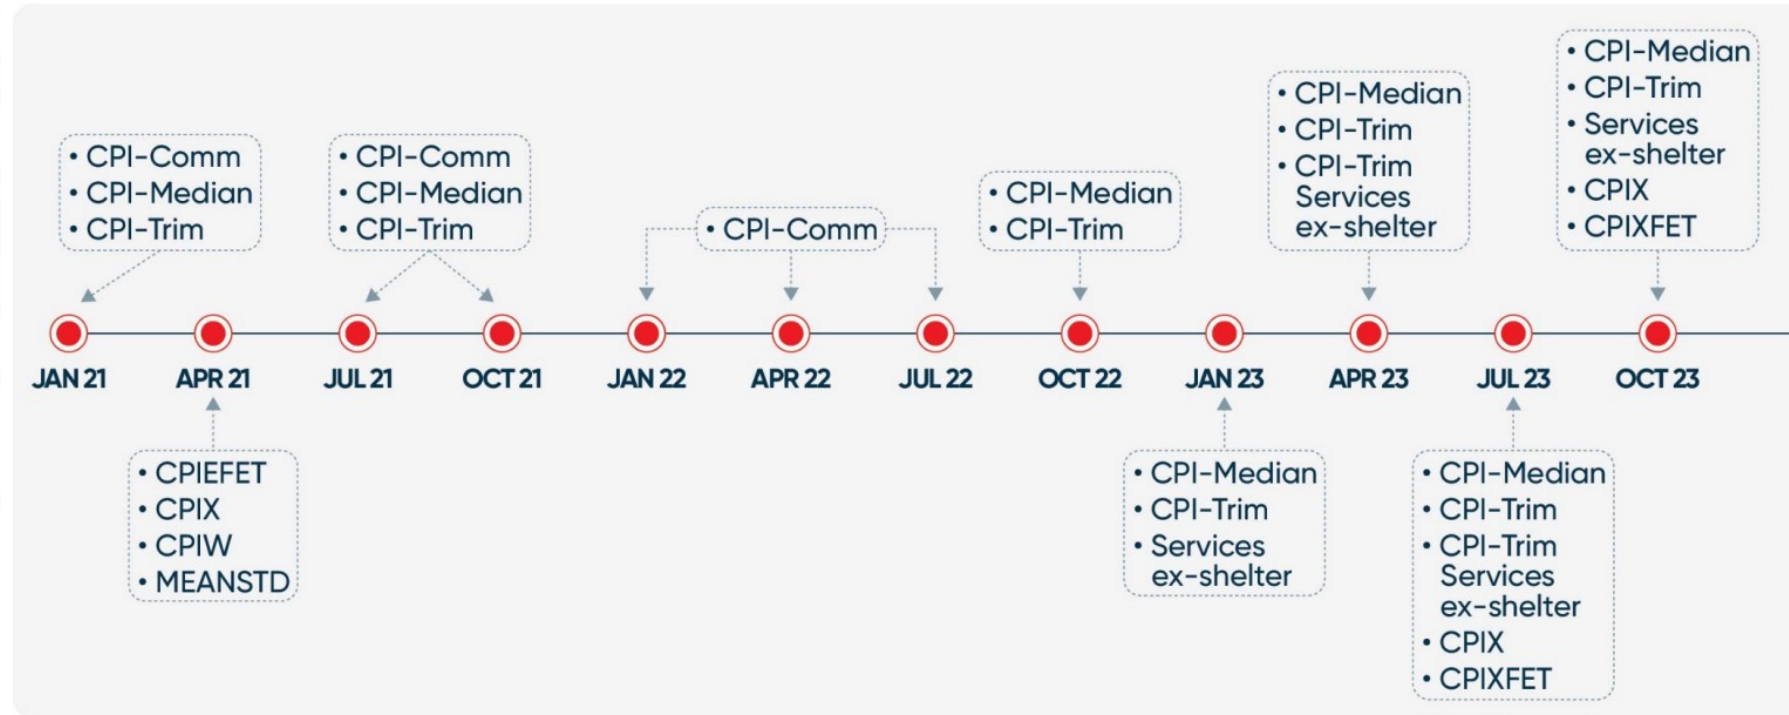 • CPI-Comm
• CPI-Median
• CPI-Trim
• CPI-Comm
• CPI-Median
• CPI-Trim
• CPI-Comm
• CPI-Median
• CPI-Trim
• CPI-Median
• CPI-Trim
• CPI-Trim
Services
ex-shelter
• CPI-Median
• CPI-Trim
• Services
ex-shelter
• CPIX
• CPIXFET
JAN 21
APR 21
JUL 21
OCT 21
JAN 22
APR 22
JUL 22
OCT 22
JAN 23
APR 23
JUL 23
OCT 23
• CPIEFET
• CPIX
• CPIW
• MEANSTD
• CPI-Median
• CPI-Trim
• Services
ex-shelter
• CPI-Median
• CPI-Trim
• CPI-Trim
Services
ex-shelter
• CPIX
• CPIXFET